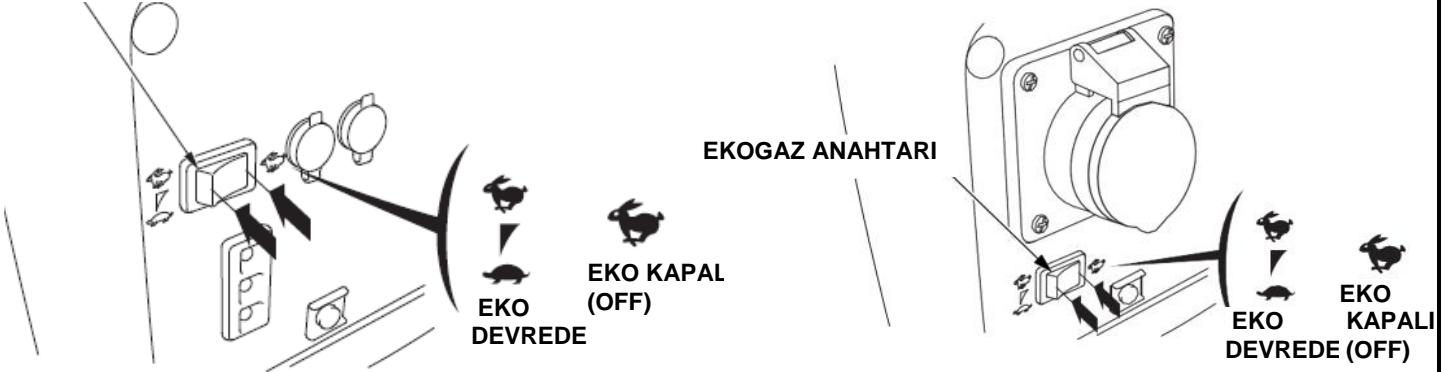 EKOGAZ ANAHTARI
EKO KAPAL
(OFF)
EKO
DEVREDE
EKO
KAPALI
EKO
DEVREDE (OFF)